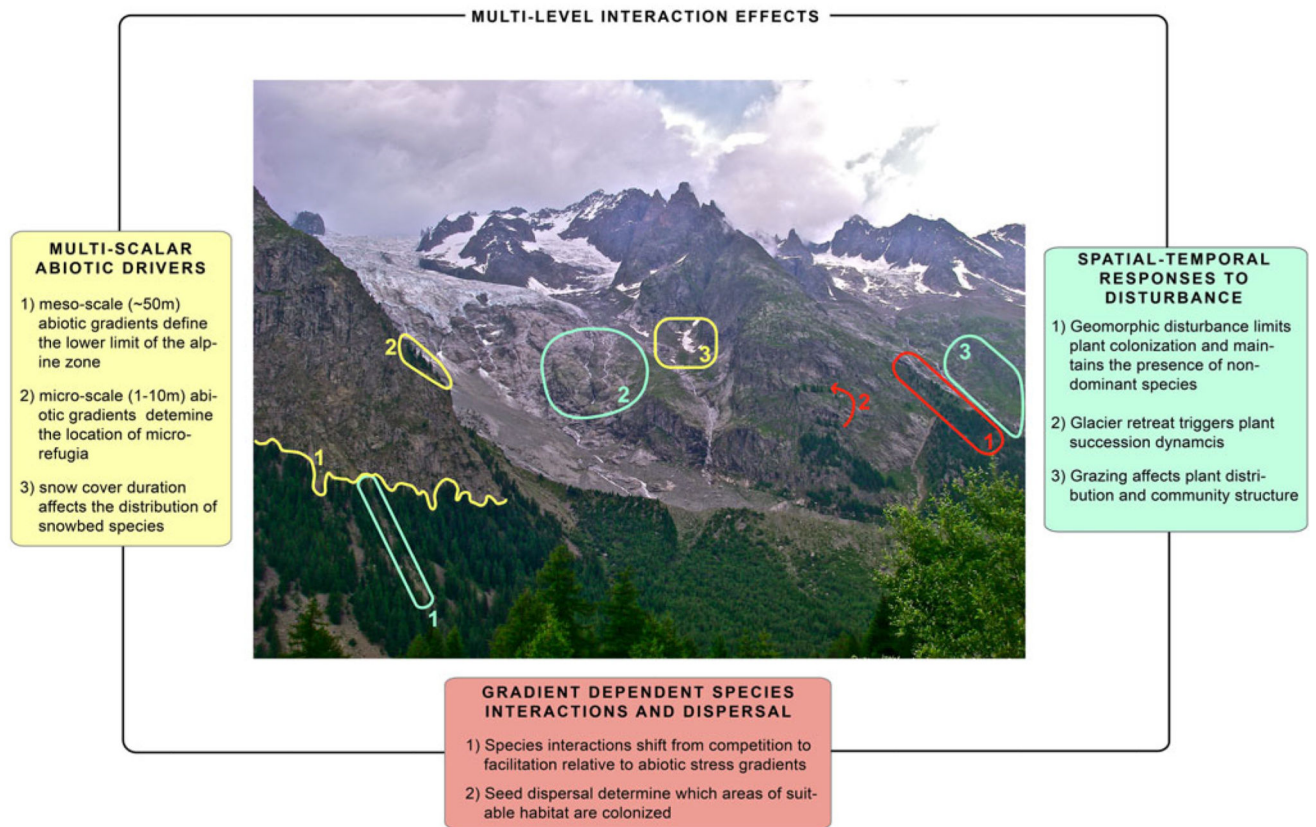 MULTI-LEVEL INTERACTION EFFECTS
MULTI-SCALAR
ABIOTIC DRIVERS
1) meso-scale (~50m)
abiotic gradients define
the lower limit of the alp-
ine zone
2) micro-scale (1-10m) abi-
otic gradients detemine
the location of micro-
refugia
3) snow cover duration
affects the distribution of
snowbed species
1
2
3
1
2
3
1
2
SPATIAL-TEMPORAL
RESPONSES TO
DISTURBANCE
1) Geomorphic disturbance limits
plant colonization and main-
tains the presence of non-
dominant species
2) Glacier retreat triggers plant
succession dynamcis
3) Grazing affects plant distri-
bution and community structure
GRADIENT DEPENDENT SPECIES
INTERACTIONS AND DISPERSAL
1) Species interactions shift from competition to
facilitation relative to abiotic stress gradients
2) Seed dispersal determine which areas of suit-
able habitat are colonized